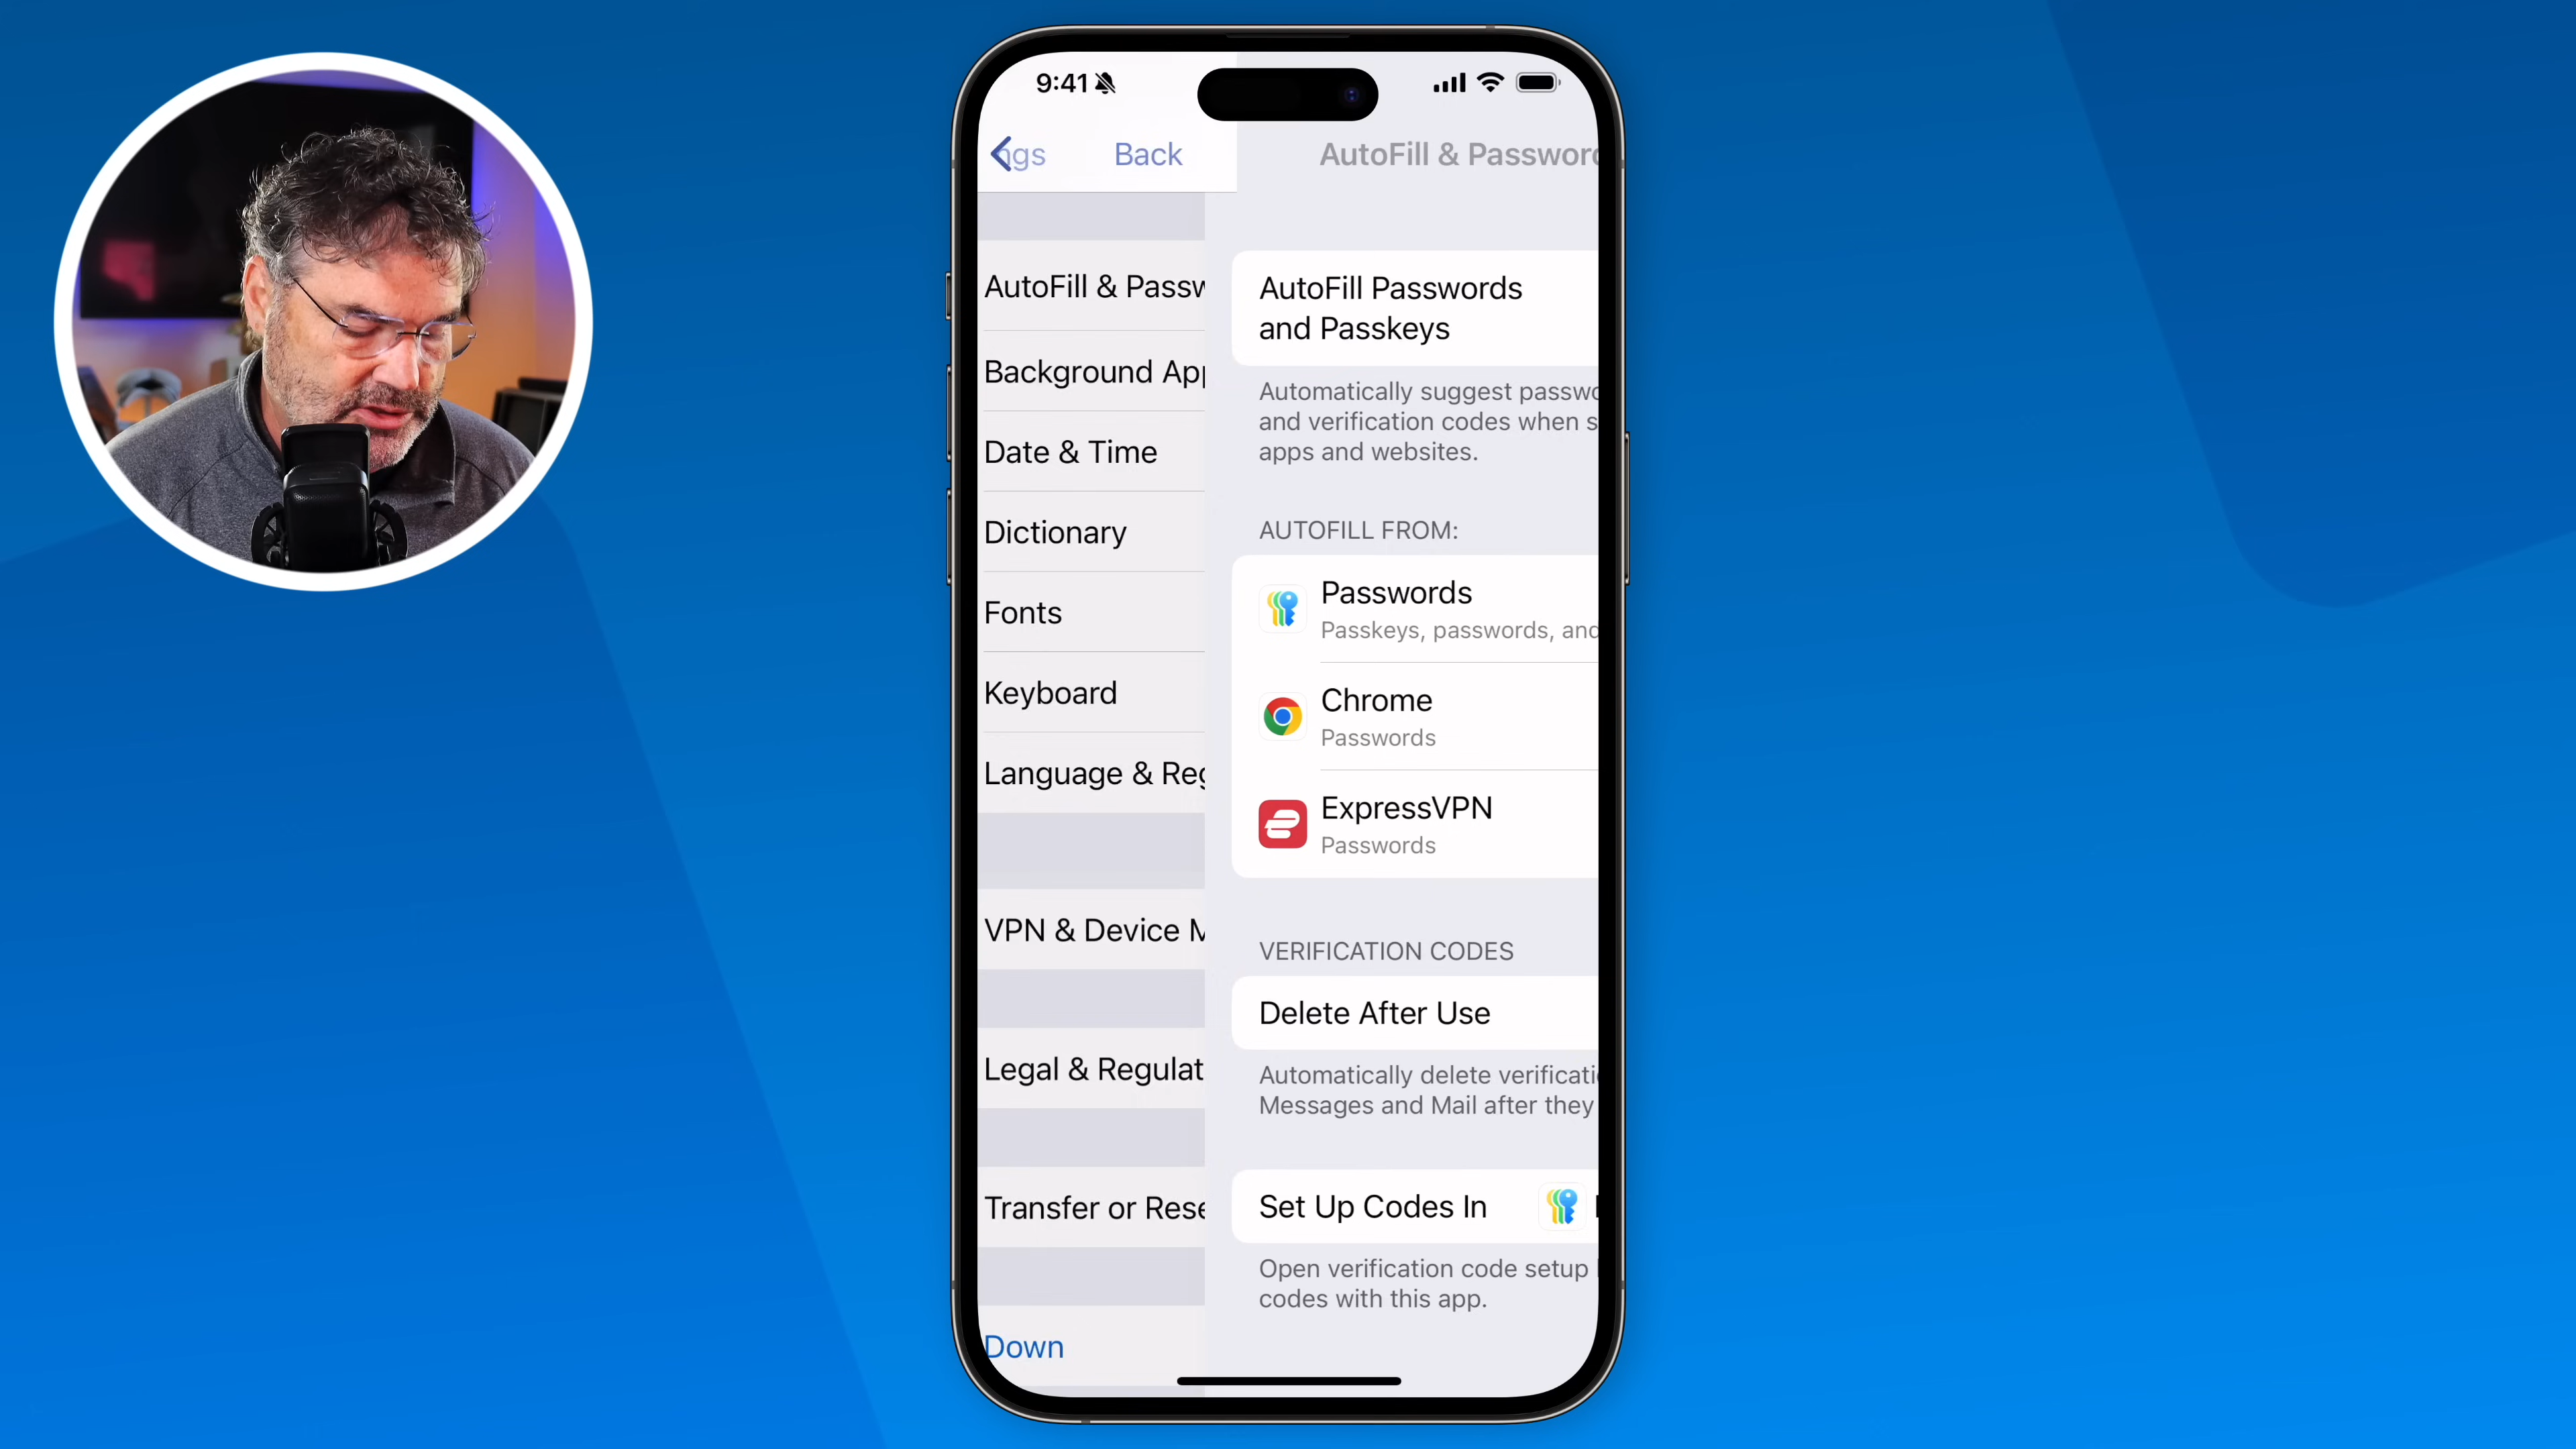 9:41
ngs
Back
AutoFill & Passw
Background Ap
Date & Time
Dictionary
Fonts
Keyboard
Language & Reg
VPN & Device M
Legal & Regulat
Transfer or Rese
Down
AutoFill & Password
AutoFill Passwords
and Passkeys
Automatically suggest passwo
and verification codes when s
apps and websites.
AUTOFILL FROM:
Passwords
Passkeys, passwords, and
Chrome
Passwords
ExpressVPN
Passwords
VERIFICATION CODES
Delete After Use
Automatically delete verificati
Messages and Mail after they
Set Up Codes In
Open verification code setup
codes with this app.